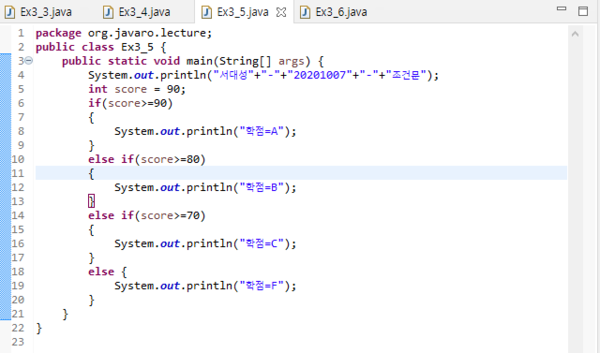 Ex3_3.java Ex3_4.java Ex3_5.java Ex3_6.java
1 package org.javaro.lecture;
2 public class Ex3_5 {
3 public static void main(String[] args) {
4 System.out.println("서대성"+"-"+"20201007"+"-"+"조건문");
5 int score = 90;
6 if(score>=90)
7 {
8 System.out.println("학점=A");
9 }
10 else if(score>=80)
11 {
12 System.out.println("학점=B");
13 }
14 else if(score>=70)
15 {
16 System.out.println("학점=C");
17 }
18 else {
19 System.out.println("학점=F");
20 }
21 }
22 }
23